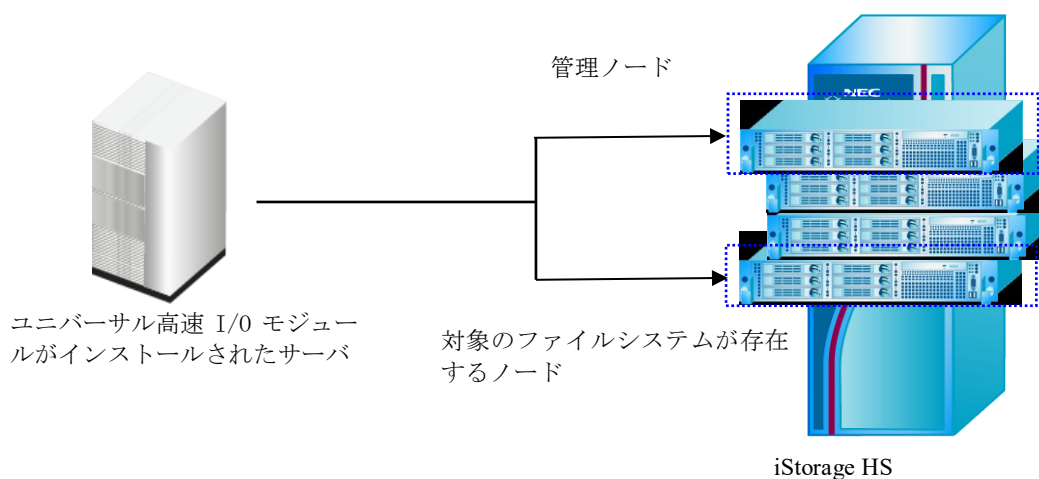 管理ノード
NEC
ユニバーサル高速 I/O モジュー
ルがインストールされたサーバ
対象のファイルシステムが存在
するノード
iStorage HS